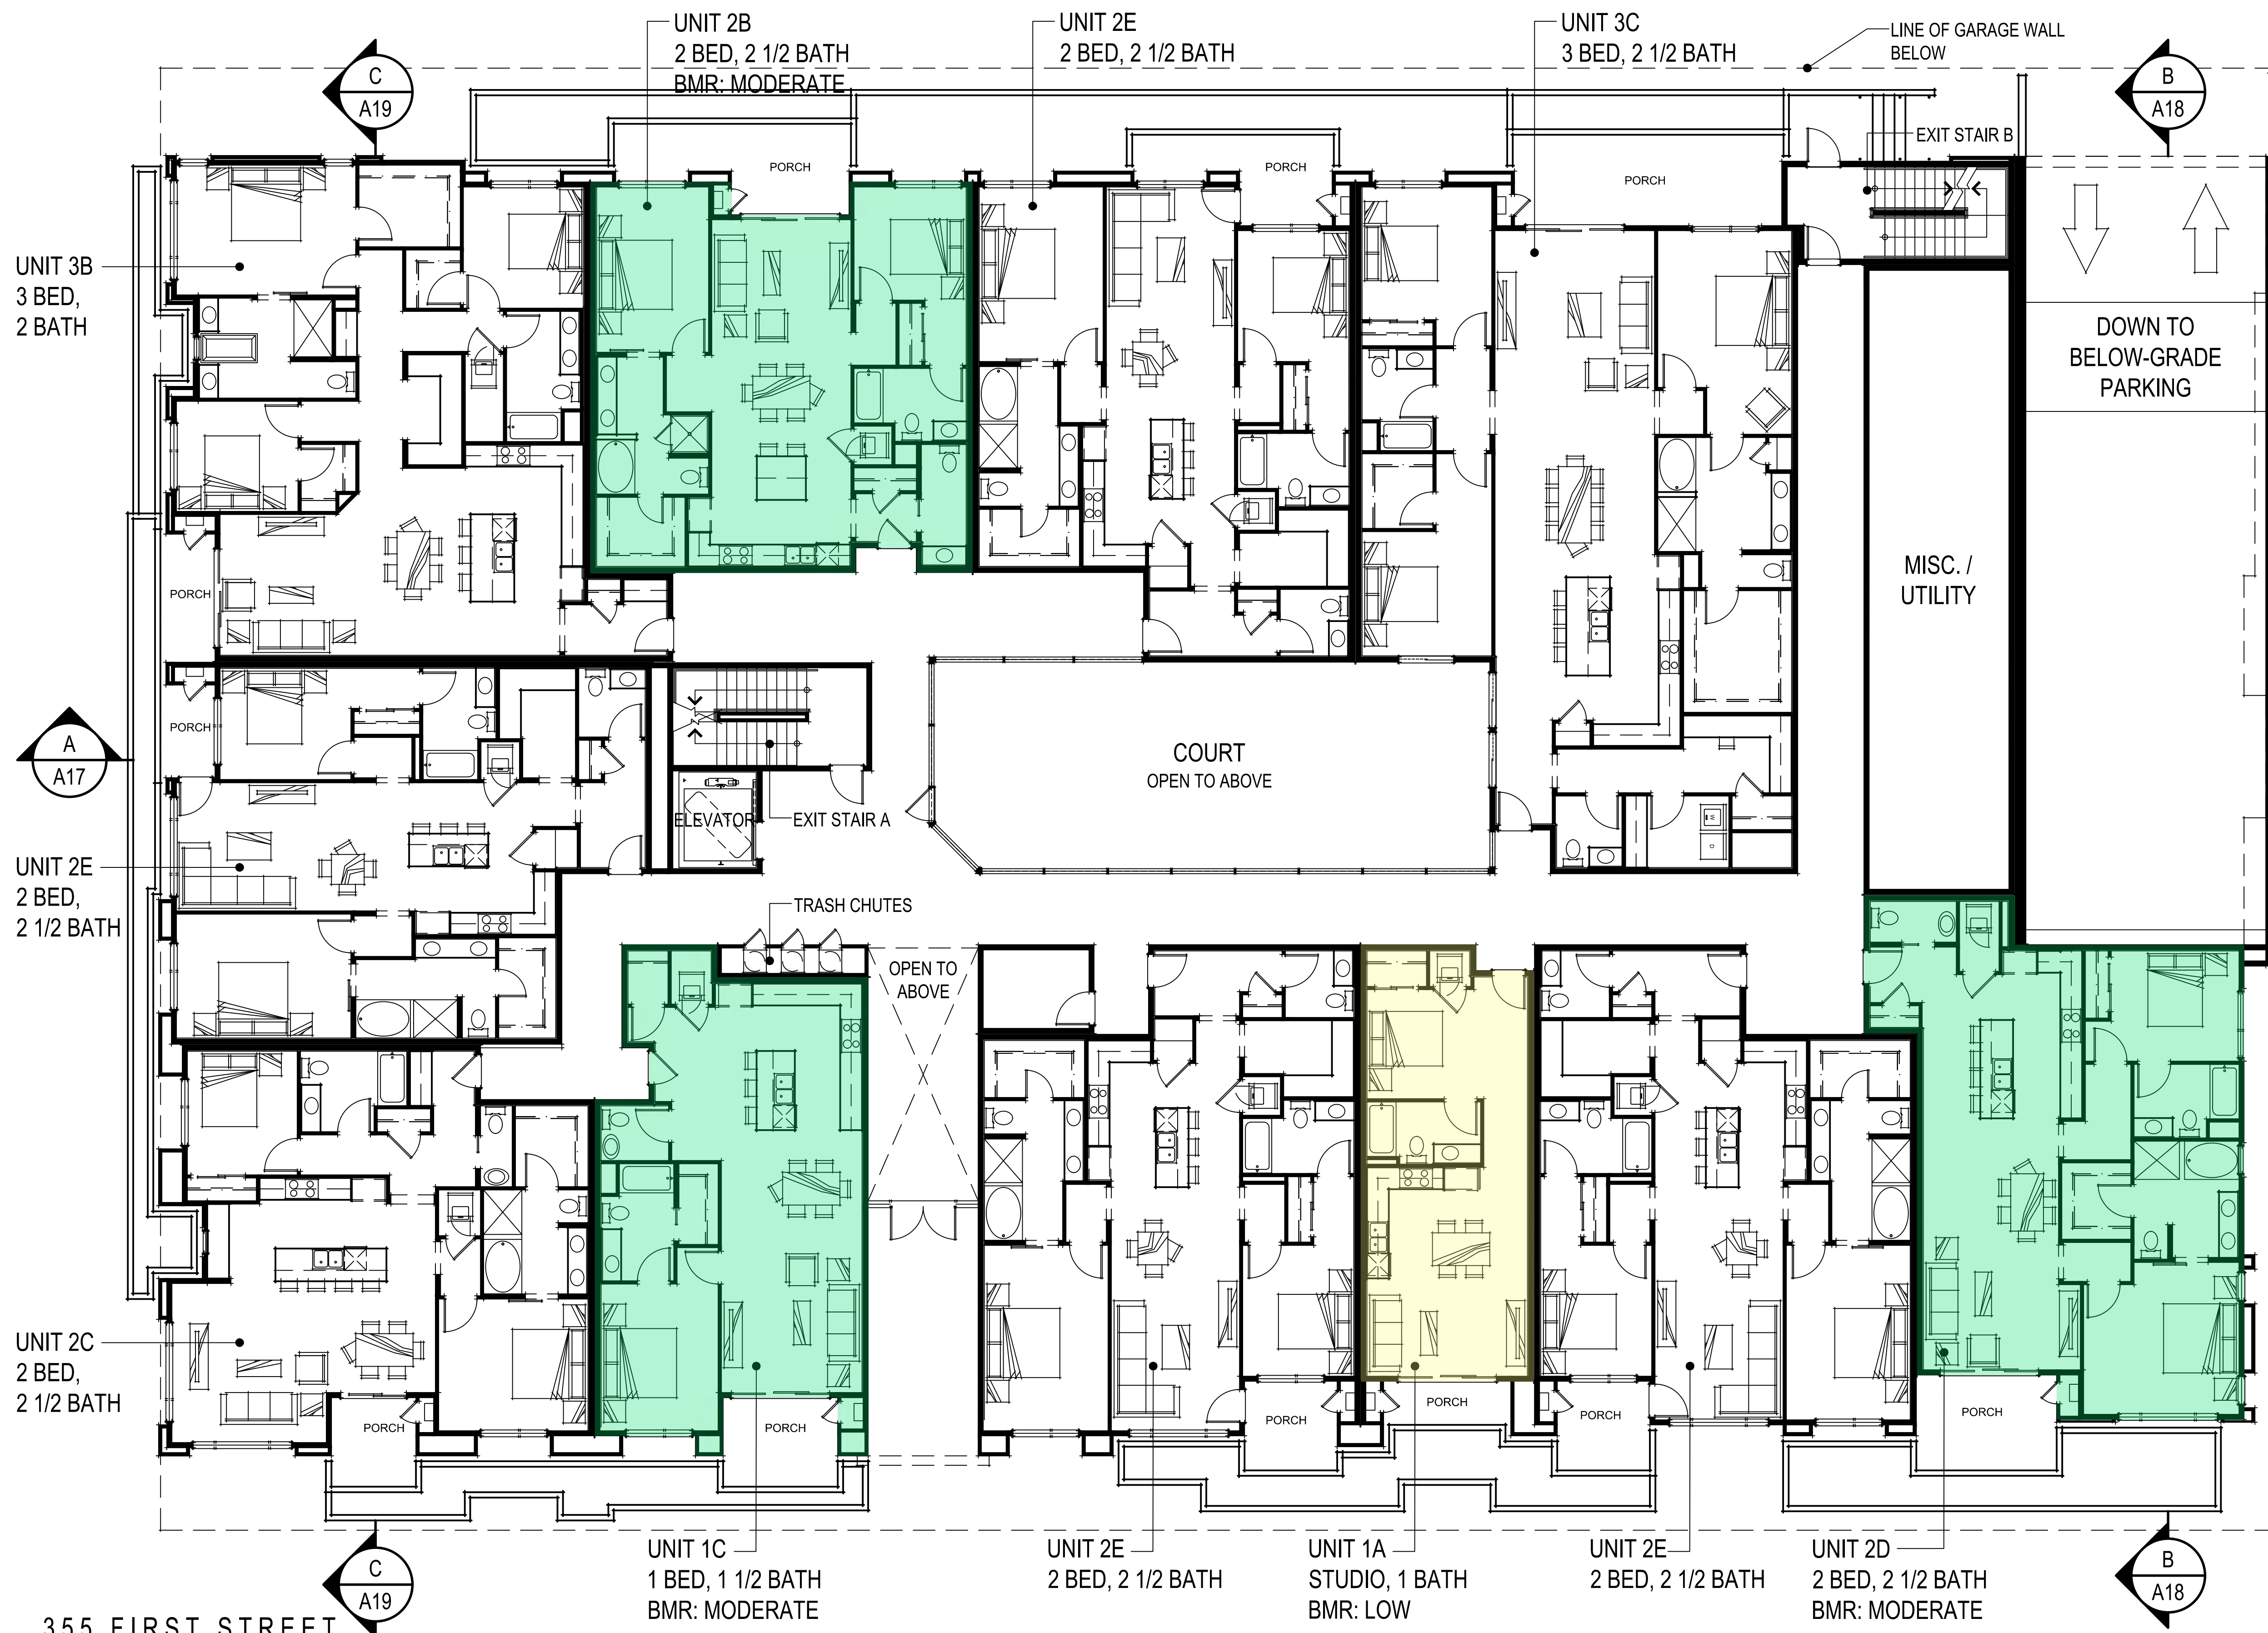 UNIT 2B
2 BED, 2 1/2 BATH
BMR: MODERATE
UNIT 2E
2 BED, 2 1/2 BATH
UNIT 3C
3 BED, 2 1/2 BATH
LINE OF GARAGE WALL
BELOW
C
A19
B
A18
EXIT STAIR B
PORCH
PORCH
PORCH
UNIT 3B
3 BED,
2 BATH
DOWN TO
BELOW-GRADE
PARKING
MISC. /
UTILITY
PORCH
PORCH
A
A17
COURT
OPEN TO ABOVE
ELEVATOR
EXIT STAIR A
UNIT 2E
2 BED,
2 1/2 BATH
TRASH CHUTES
OPEN TO
ABOVE
UNIT 2C
2 BED,
2 1/2 BATH
PORCH
PORCH
PORCH
PORCH
PORCH
PORCH
UNIT 1C
1 BED, 1 1/2 BATH
BMR: MODERATE
UNIT 2E
2 BED, 2 1/2 BATH
UNIT 1A
STUDIO, 1 BATH
BMR: LOW
UNIT 2E
2 BED, 2 1/2 BATH
UNIT 2D
2 BED, 2 1/2 BATH
BMR: MODERATE
C
A19
B
A18
355 FIRST STREET